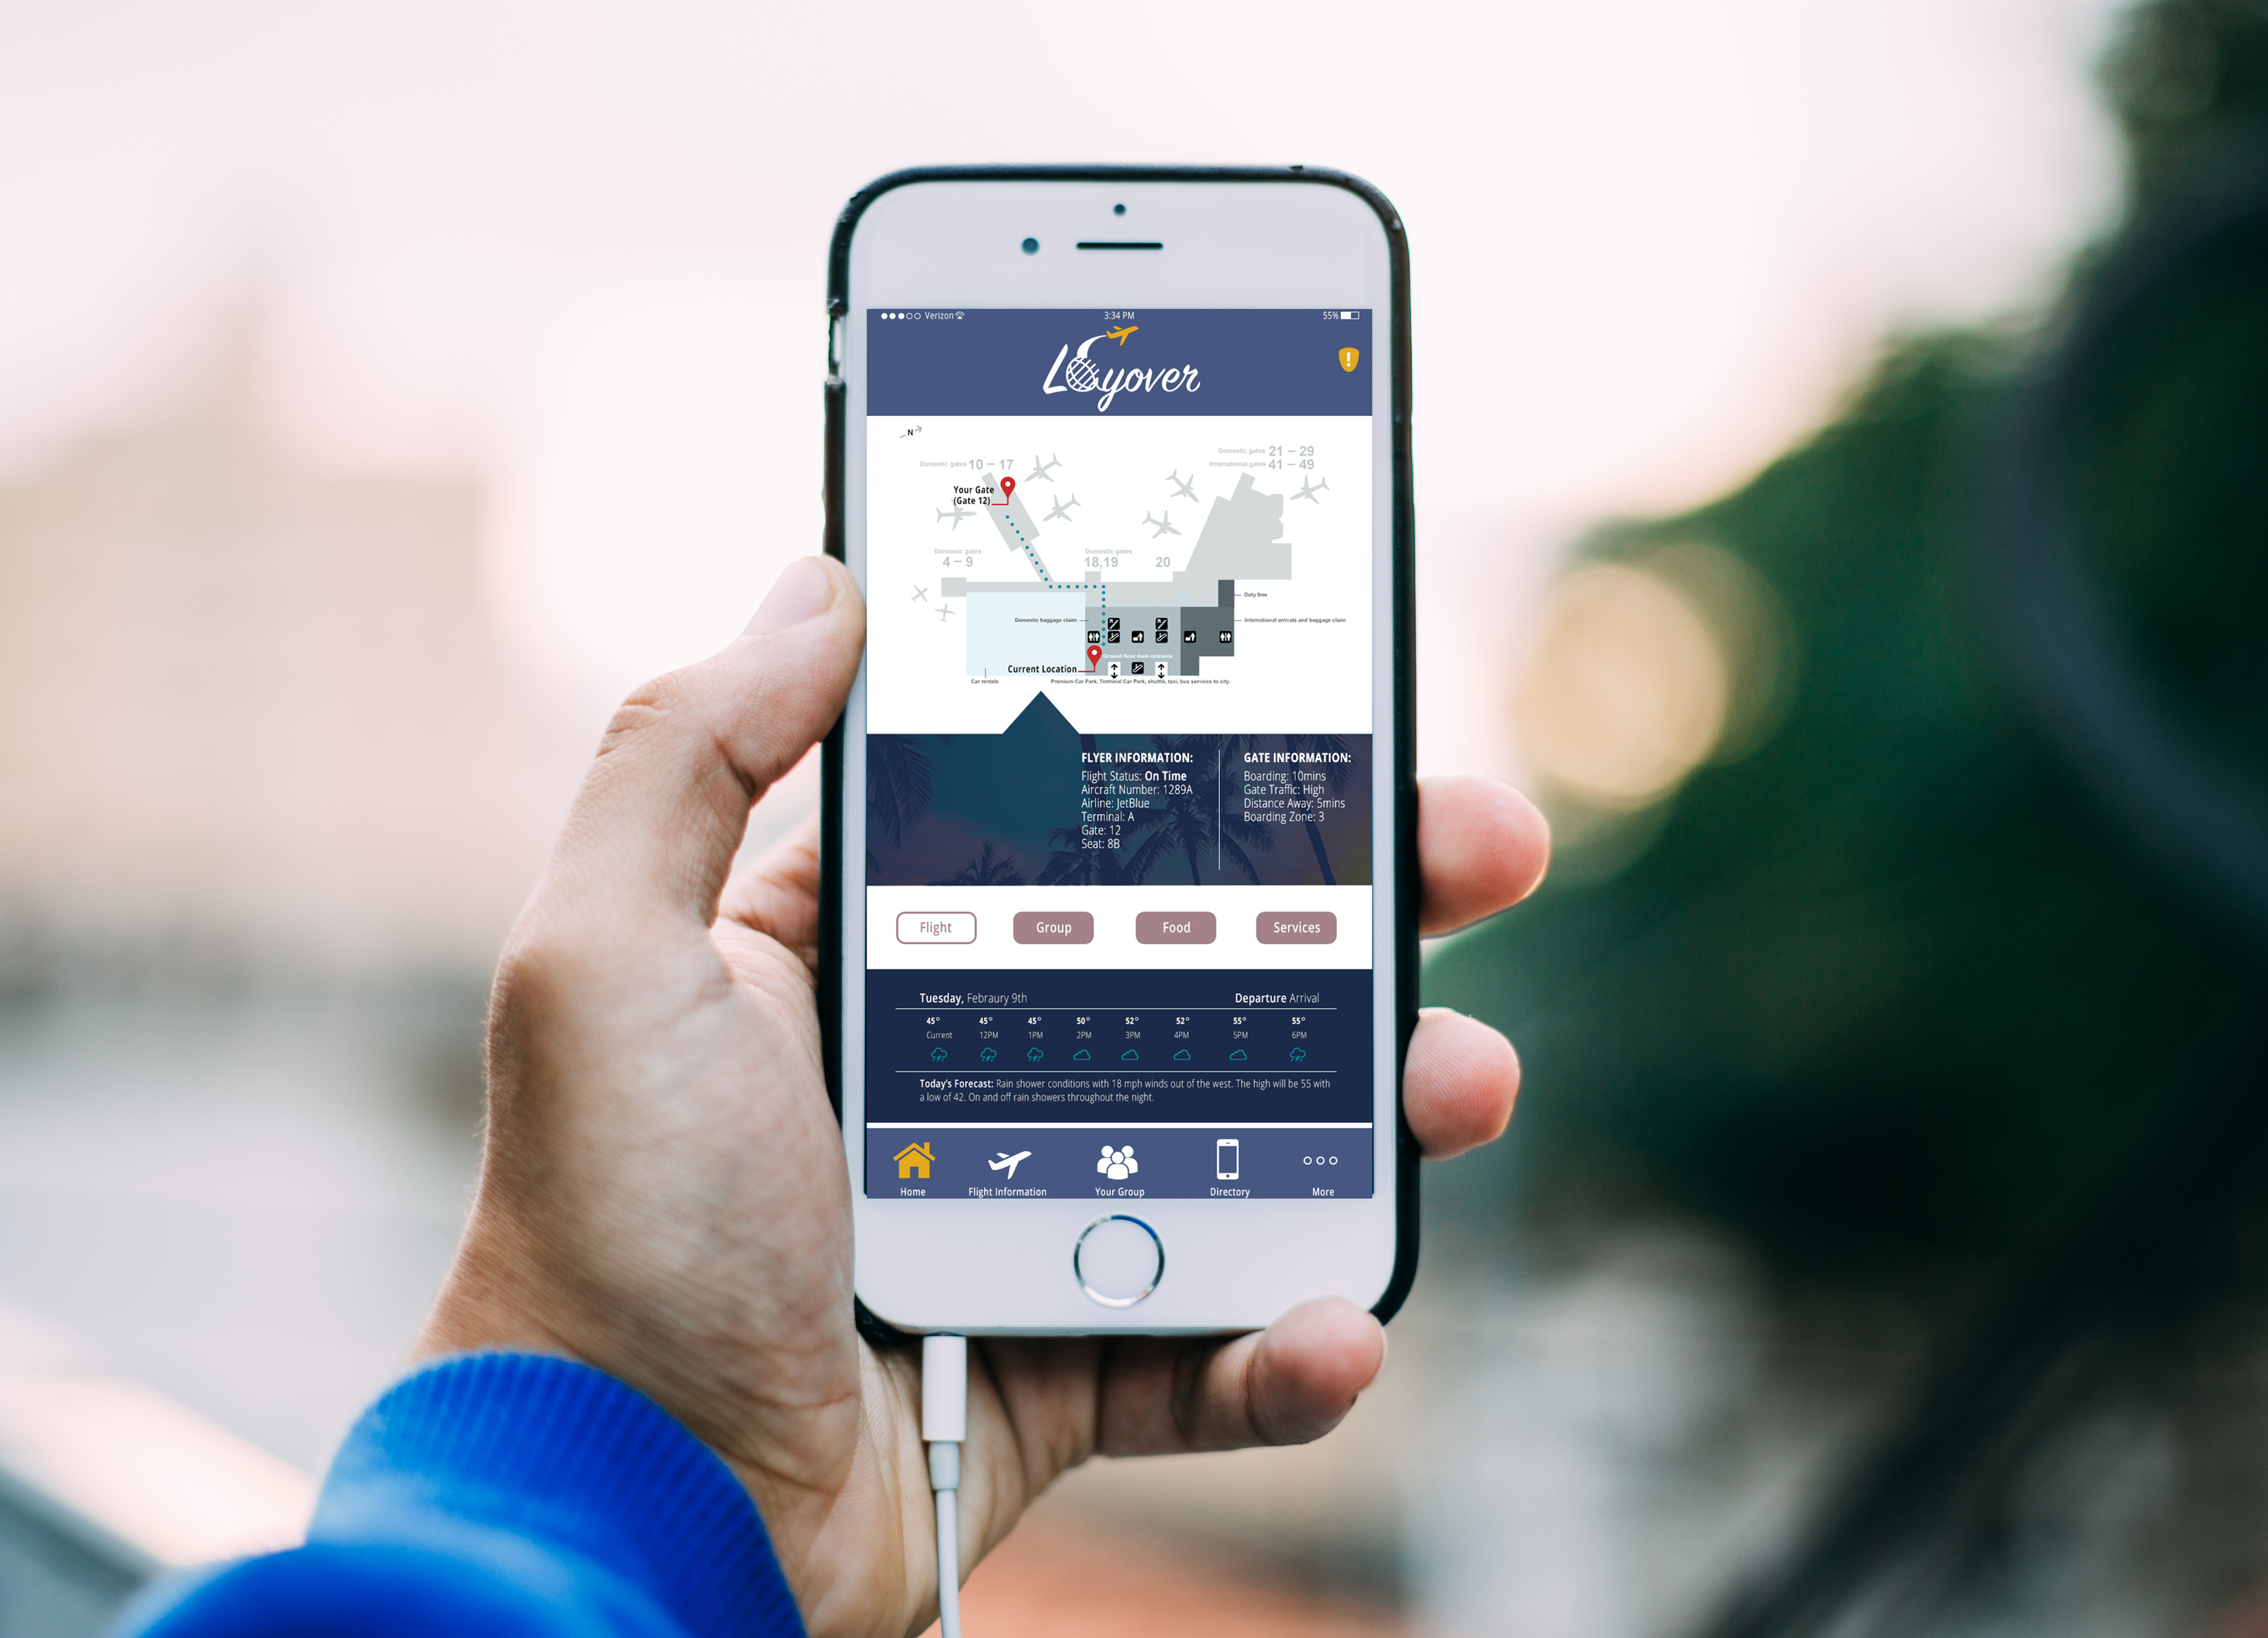 Verizon 3:34 PM 55%
Layover
N
Domestic gates 21 – 29
Domestic gates 10 – 17 International gates 41 – 49
Your Gate
(Gate 12)
Domestic gates Domestic gates
4 – 9 18,19 20
Duty free
Domestic baggage claim International arrivals and baggage claim
Ground floor main entrance
Current Location
Car rentals Premium Car Park, Terminal Car Park, shuttle, taxi, bus services to city.
FLYER INFORMATION: GATE INFORMATION:
Flight Status: On Time Boarding: 10mins
Aircraft Number: 1289A Gate Traffic: High
Airline: JetBlue Distance Away: 5mins
Terminal: A Boarding Zone: 3
Gate: 12
Seat: 8B
Flight Group Food Services
Tuesday, Febraury 9th Departure Arrival
45° 45° 45° 50° 52° 52° 55° 55°
Current 12PM 1PM 2PM 3PM 4PM 5PM 6PM
Today's Forecast: Rain shower conditions with 18 mph winds out of the west. The high will be 55 with
a low of 42. On and off rain showers throughout the night.
Home Flight Information Your Group Directory More